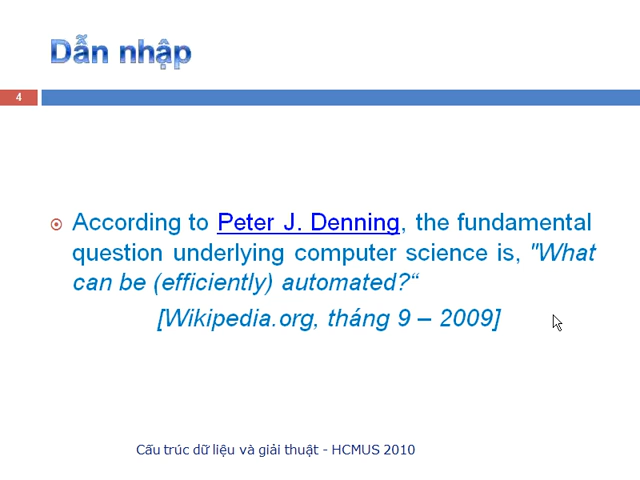 Dẫn nhập
4
According to Peter J. Denning, the fundamental
question underlying computer science is, "What
can be (efficiently) automated?“
[Wikipedia.org, tháng 9 – 2009]
Cấu trúc dữ liệu và giải thuật - HCMUS 2010